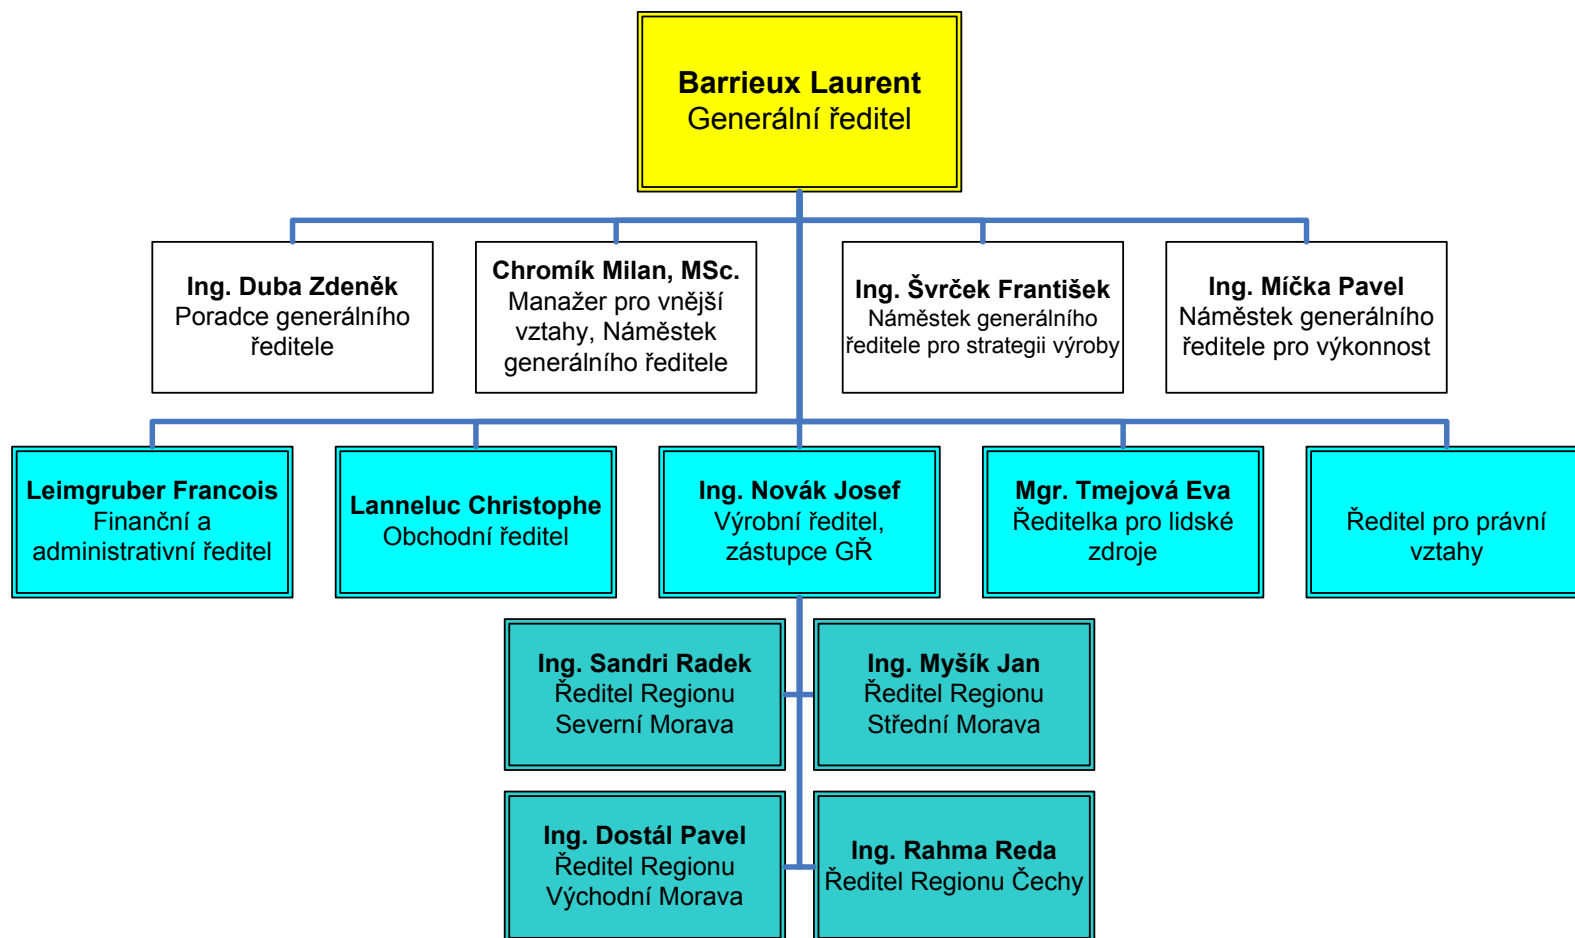 Barrieux Laurent
Generální ředitel
Ing. Duba Zdeněk
Poradce generálního
ředitele
Chromík Milan, MSc.
Manažer pro vnější
vztahy, Náměstek
generálního ředitele
Ing. Švrček František
Náměstek generálního
ředitele pro strategii výroby
Ing. Míčka Pavel
Náměstek generálního
ředitele pro výkonnost
Leimgruber Francois
Finanční a
administrativní ředitel
Lanneluc Christophe
Obchodní ředitel
Ing. Novák Josef
Výrobní ředitel,
zástupce GŘ
Mgr. Tmejová Eva
Ředitelka pro lidské
zdroje
Ředitel pro právní
vztahy
Ing. Sandri Radek
Ředitel Regionu
Severní Morava
Ing. Myšík Jan
Ředitel Regionu
Střední Morava
Ing. Dostál Pavel
Ředitel Regionu
Východní Morava
Ing. Rahma Reda
Ředitel Regionu Čechy